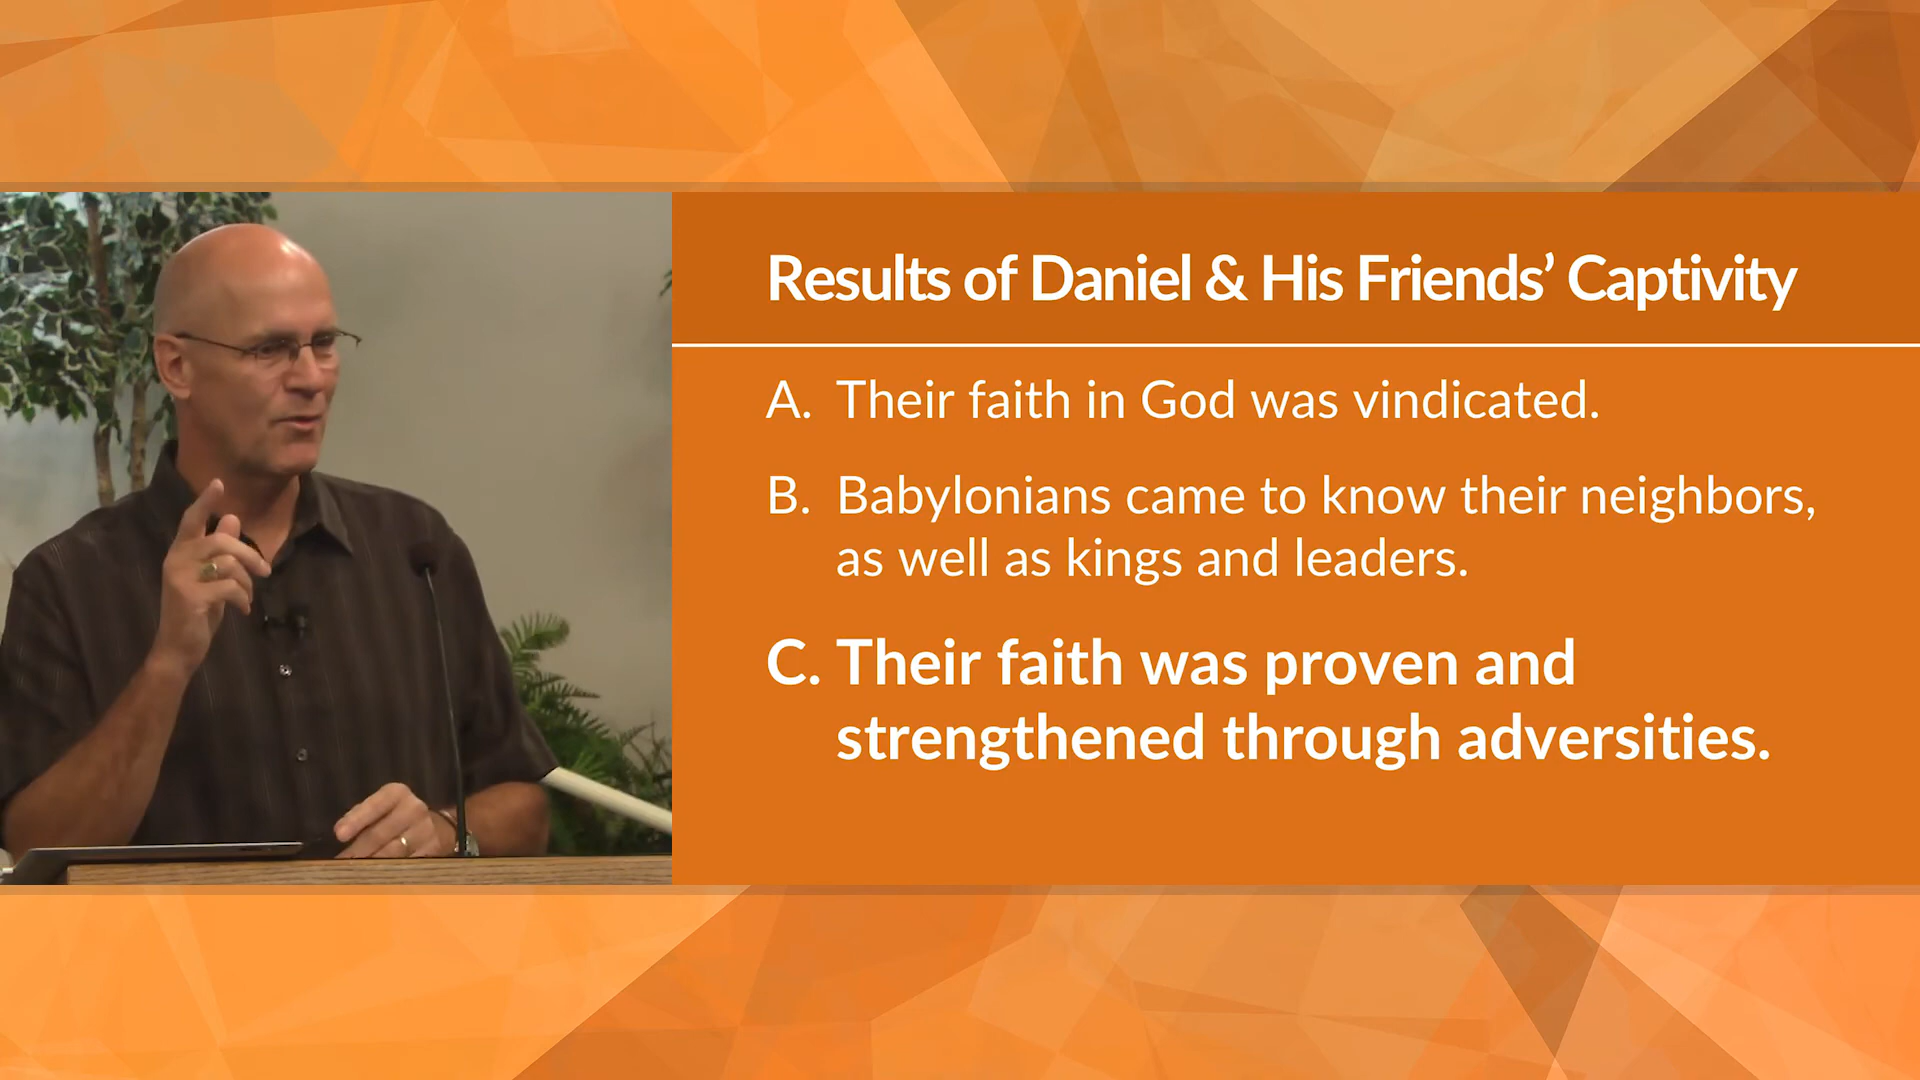 Results of Daniel & His Friends’ Captivity
A. Their faith in God was vindicated.
B. Babylonians came to know their neighbors,
as well as kings and leaders.
C. Their faith was proven and
strengthened through adversities.